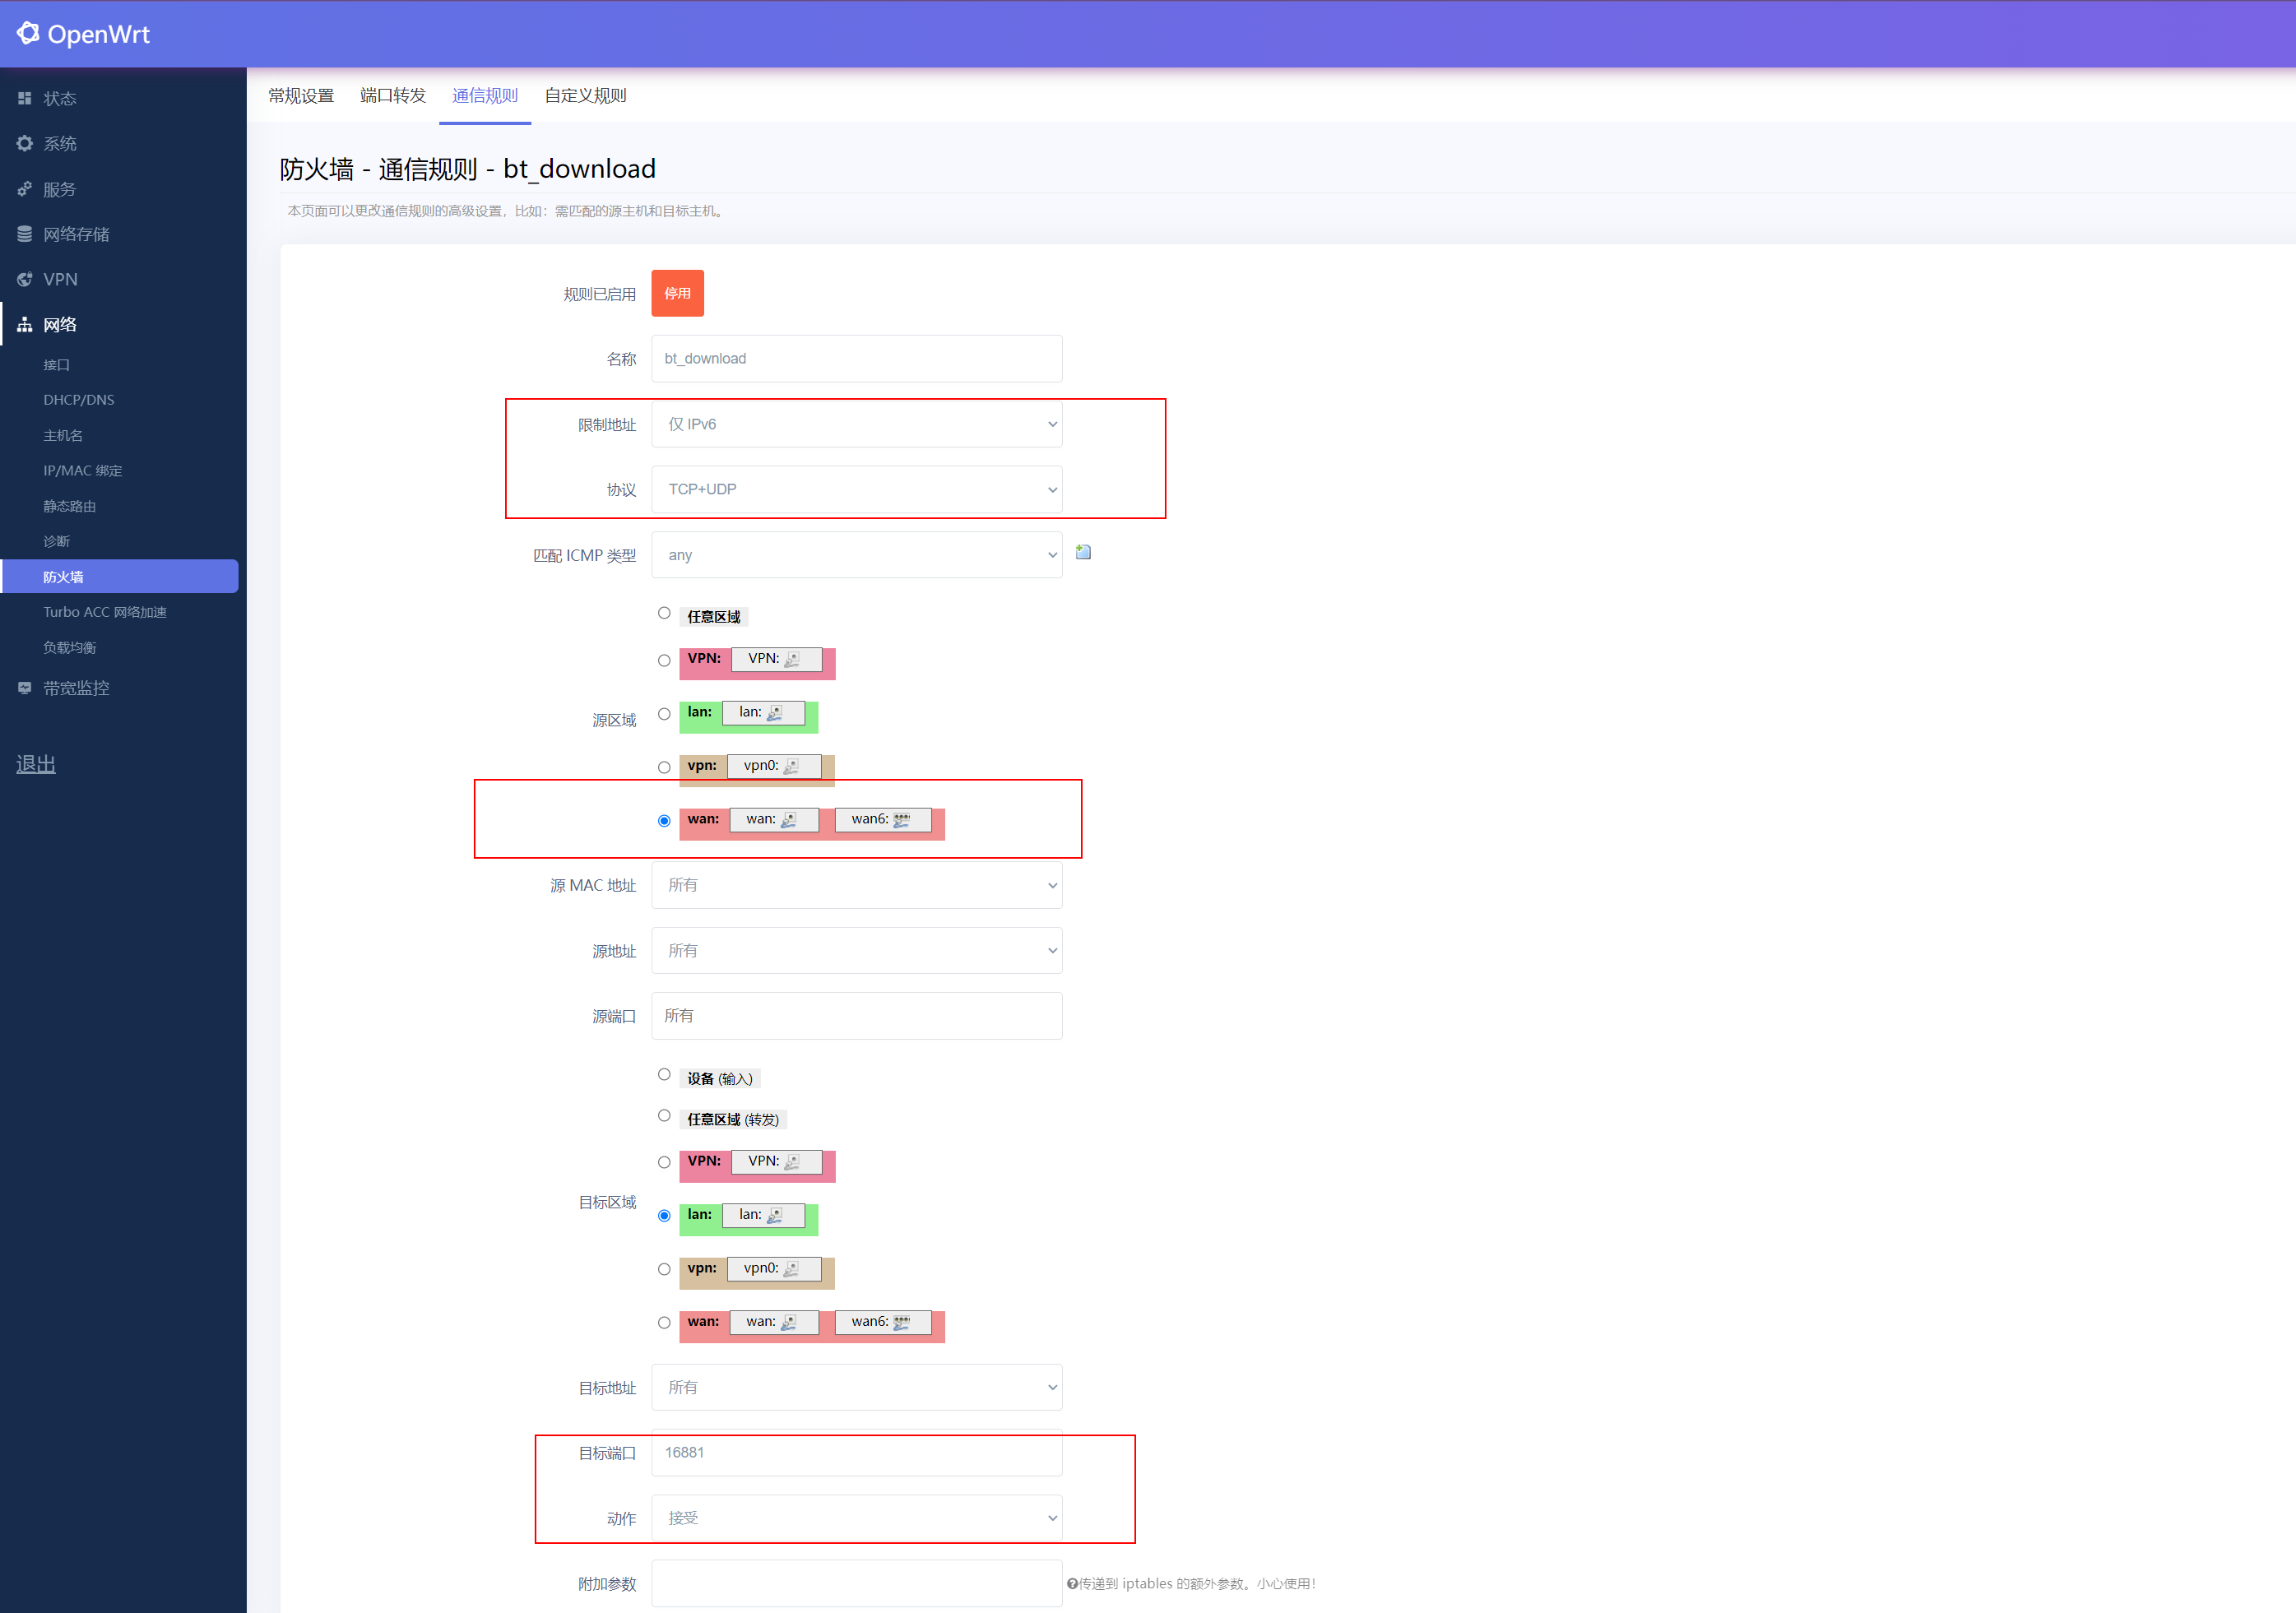 OpenWrt
状态
系统
服务
网络存储
VPN
网络
接口
DHCP/DNS
主机名
IP/MAC 绑定
静态路由
诊断
防火墙
Turbo ACC 网络加速
负载均衡
带宽监控
退出
常规设置 端口转发 通信规则 自定义规则
防火墙 - 通信规则 - bt_download
本页面可以更改通信规则的高级设置，比如：需匹配的源主机和目标主机。
规则已启用 停用
名称 bt_download
限制地址 仅 IPv6
协议 TCP+UDP
匹配 ICMP 类型 any
源区域
任意区域
VPN: VPN:
lan: lan:
vpn: vpn0:
wan: wan: wan6:
源 MAC 地址 所有
源地址 所有
源端口 所有
目标区域
设备 (输入)
任意区域 (转发)
VPN: VPN:
lan: lan:
vpn: vpn0:
wan: wan: wan6:
目标地址 所有
目标端口 16881
动作 接受
附加参数 传递到 iptables 的额外参数。小心使用！